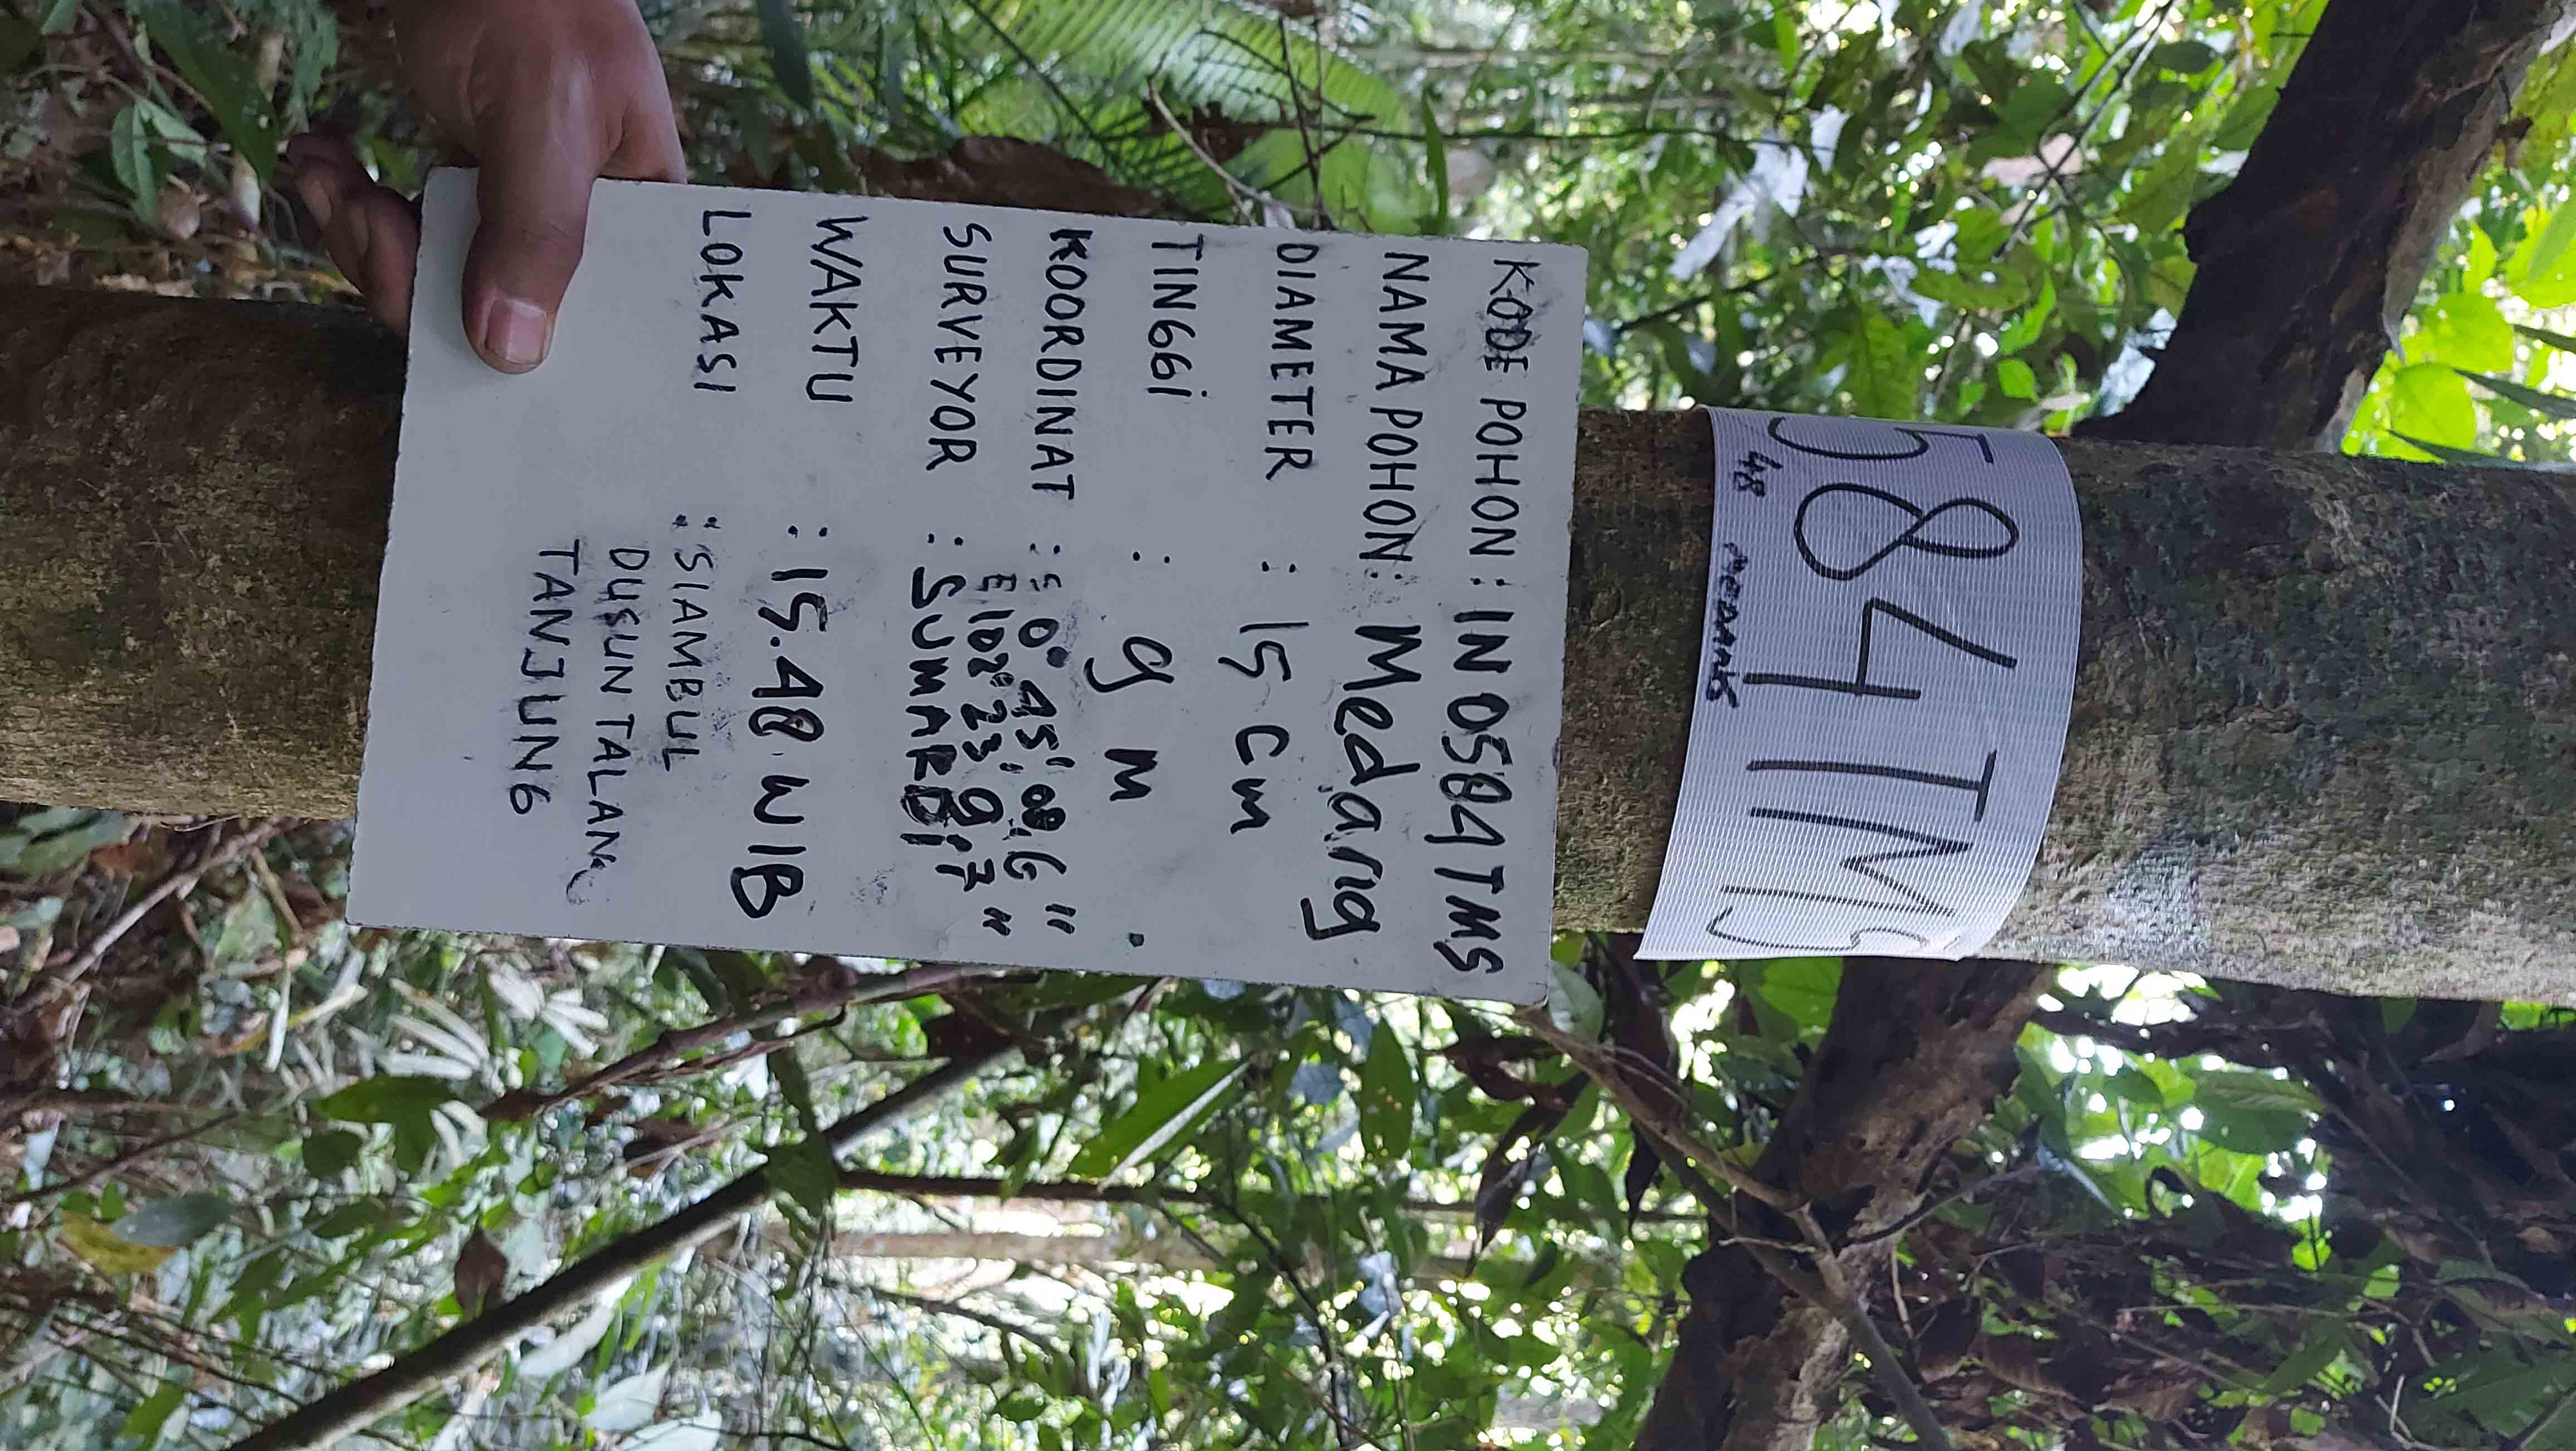 584TMS
48 MEDANG
KODE POHON : IN 0584 TMS
NAMA POHON : Medang
DIAMETER : 15 cm
TINGGi : 9 m
KOORDINAT : S 0° 45' 08.6"
E 102° 23' 9.7"
SURVEYOR : SUMARDI
WAKTU : 15.48 WIB
LOKASI : SIAMBUL
DUSUN TALANG
TANJUNG